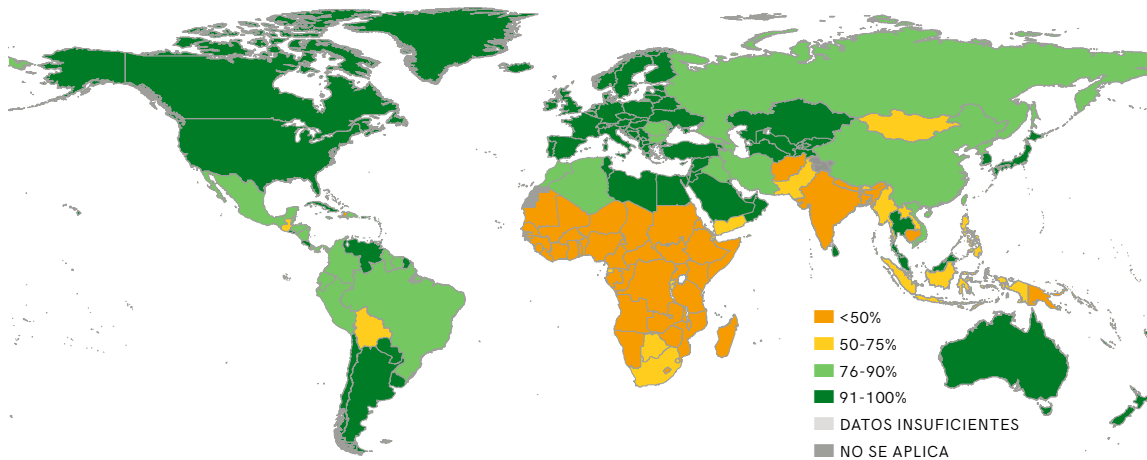 <50%
50-75%
76-90%
91-100%
DATOS INSUFICIENTES
NO SE APLICA